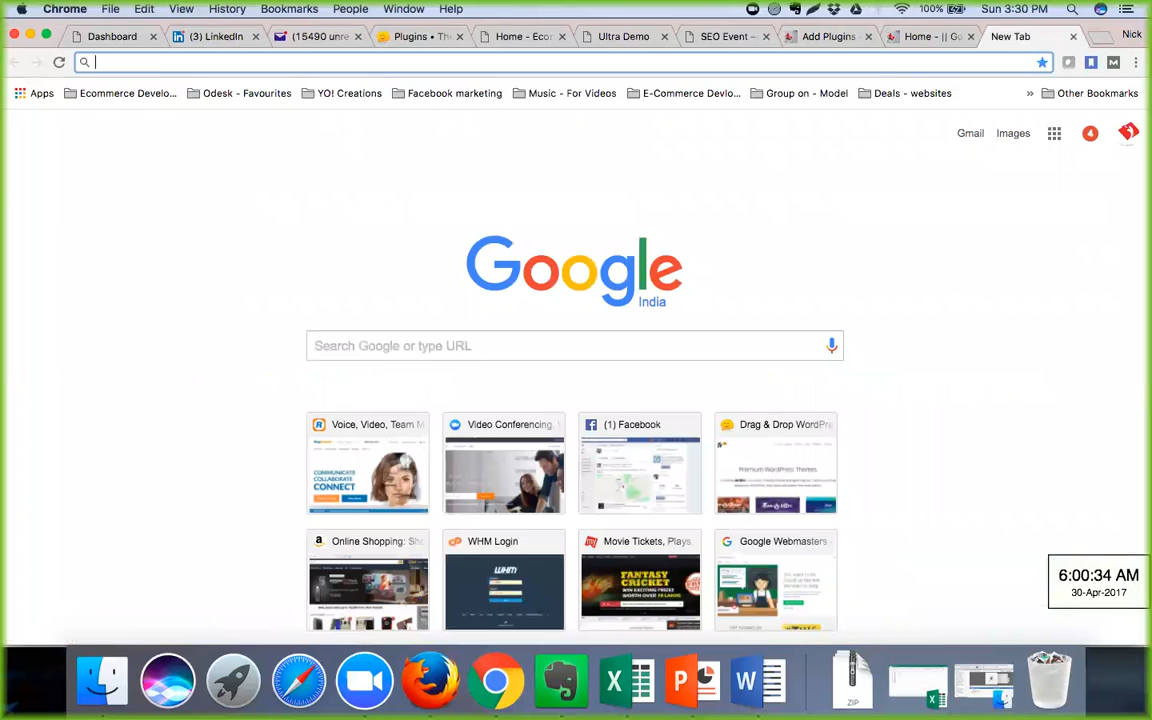 Chrome File Edit View History Bookmarks People Window Help 100% Sun 3:30 PM
Dashboard (3) LinkedIn (15490 unre Plugins • The Home - Ecor Ultra Demo SEO Event – Add Plugins Home - || Go New Tab Nick
Apps Ecommerce Develo... Odesk - Favourites YO! Creations Facebook marketing Music - For Videos E-Commerce Devlo... Group on - Model Deals - websites » Other Bookmarks
Gmail Images 4
Google
India
Search Google or type URL
Voice, Video, Team M Video Conferencing, (1) Facebook Drag & Drop WordPre
COMMUNICATE
COLLABORATE
CONNECT
Premium WordPress Themes
Online Shopping: Sh WHM Login Movie Tickets, Plays, Google Webmasters -
WHM
FANTASY
CRICKET
6:00:34 AM
30-Apr-2017
ZIP